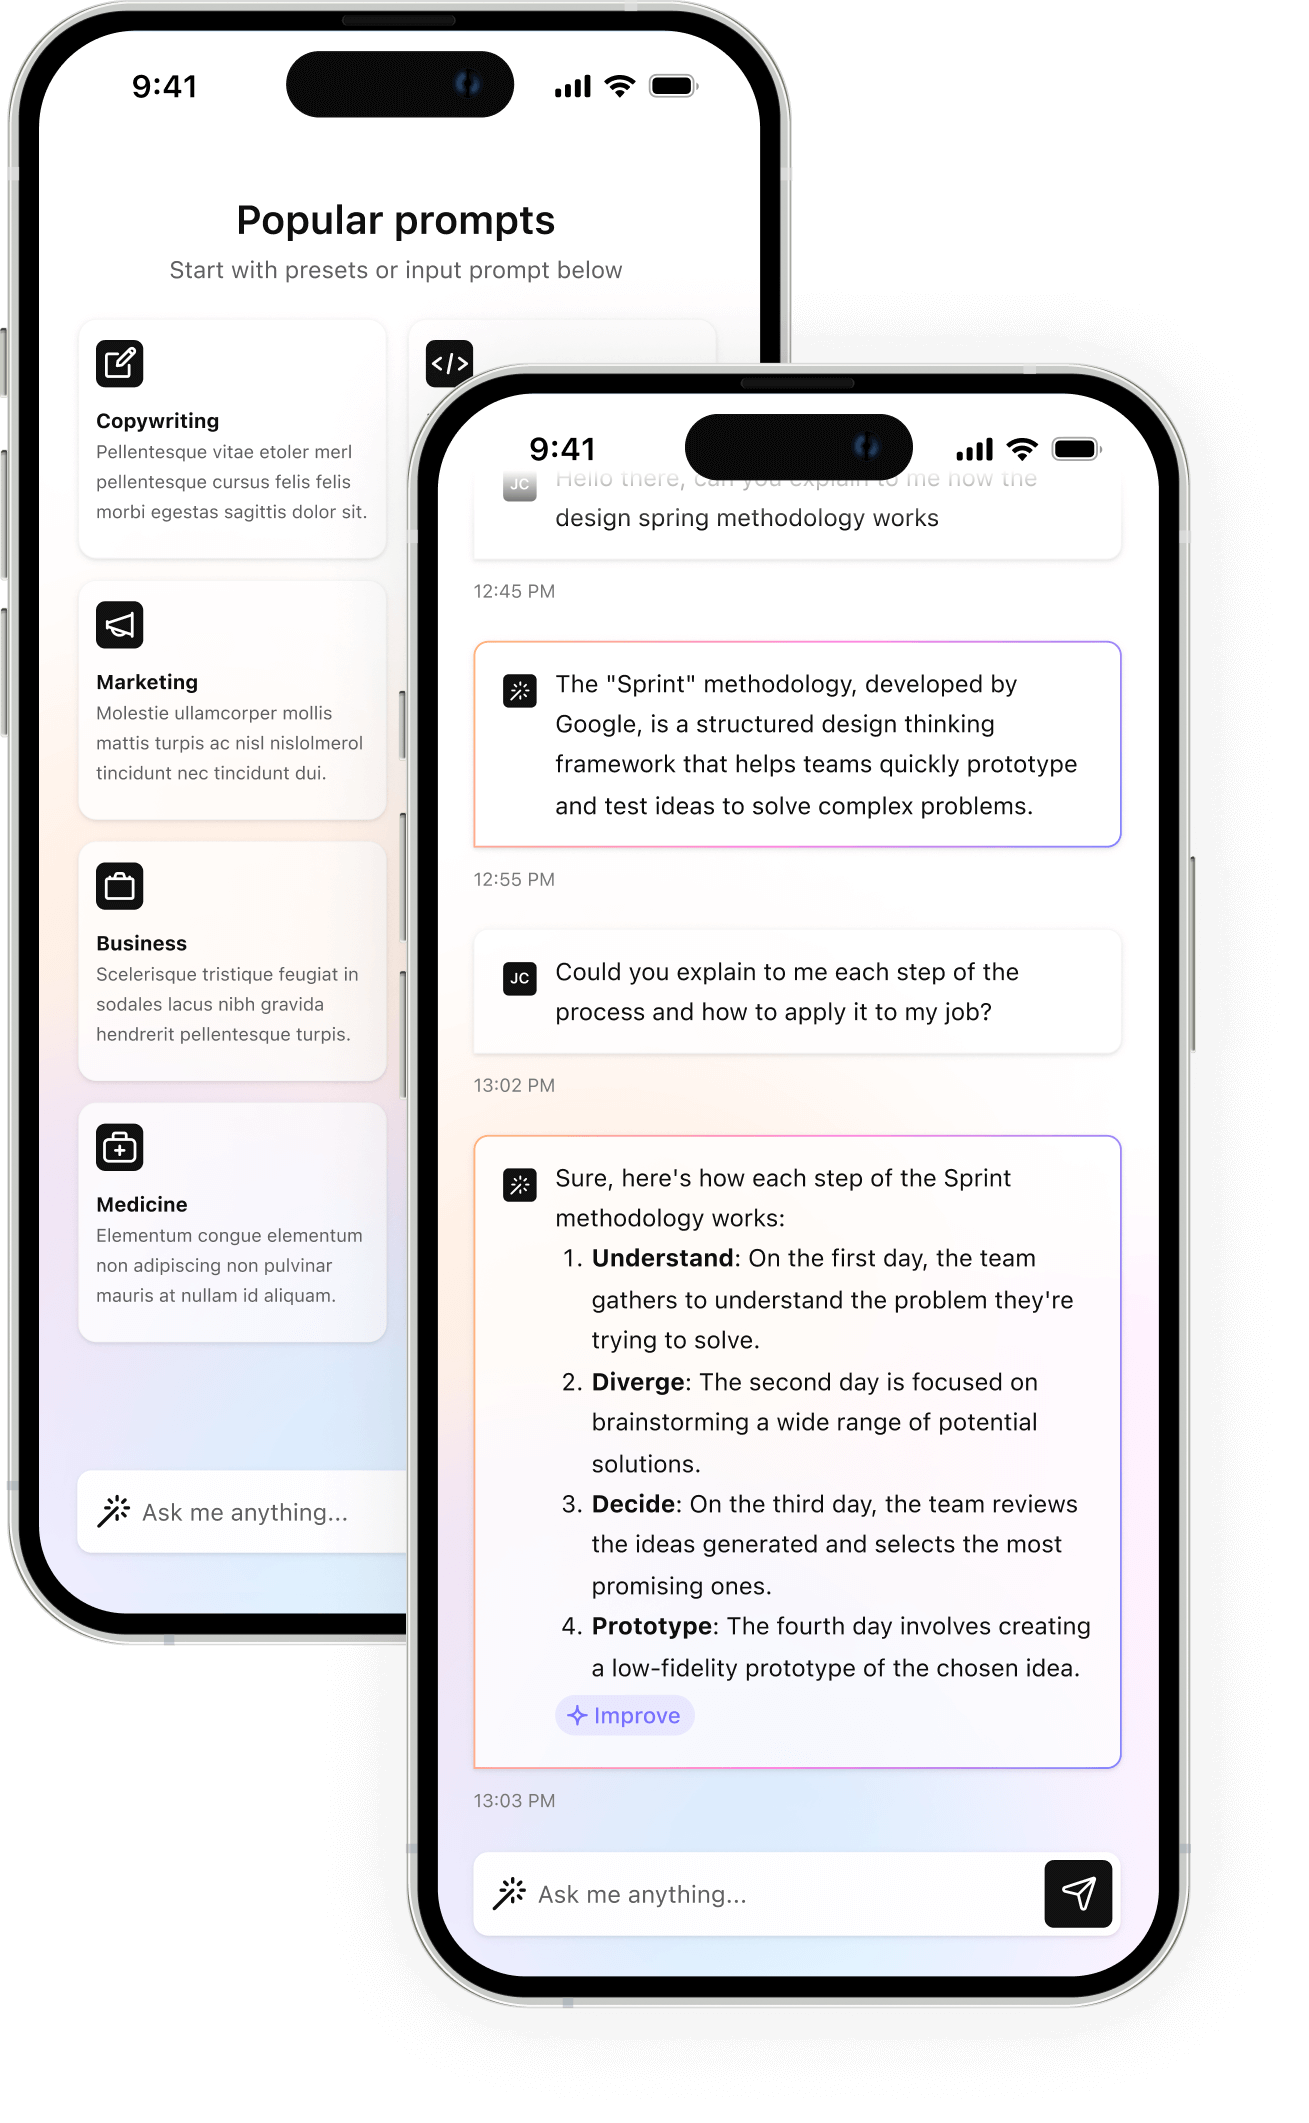 9:41
Popular prompts
Start with presets or input prompt below
Copywriting
Pellentesque vitae etoler merl
pellentesque cursus felis felis
morbi egestas sagittis dolor sit.
</>
Marketing
Molestie ullamcorper mollis
mattis turpis ac nisl nislolmerol
tincidunt nec tincidunt dui.
Business
Scelerisque tristique feugiat in
sodales lacus nibh gravida
hendrerit pellentesque turpis.
Medicine
Elementum congue elementum
non adipiscing non pulvinar
mauris at nullam id aliquam.
Ask me anything...
9:41
JC
Hello there, can you explain to me how the
design spring methodology works
12:45 PM
The "Sprint" methodology, developed by
Google, is a structured design thinking
framework that helps teams quickly prototype
and test ideas to solve complex problems.
12:55 PM
JC
Could you explain to me each step of the
process and how to apply it to my job?
13:02 PM
Sure, here's how each step of the Sprint
methodology works:
1. Understand: On the first day, the team
gathers to understand the problem they're
trying to solve.
2. Diverge: The second day is focused on
brainstorming a wide range of potential
solutions.
3. Decide: On the third day, the team reviews
the ideas generated and selects the most
promising ones.
4. Prototype: The fourth day involves creating
a low-fidelity prototype of the chosen idea.
Improve
13:03 PM
Ask me anything...